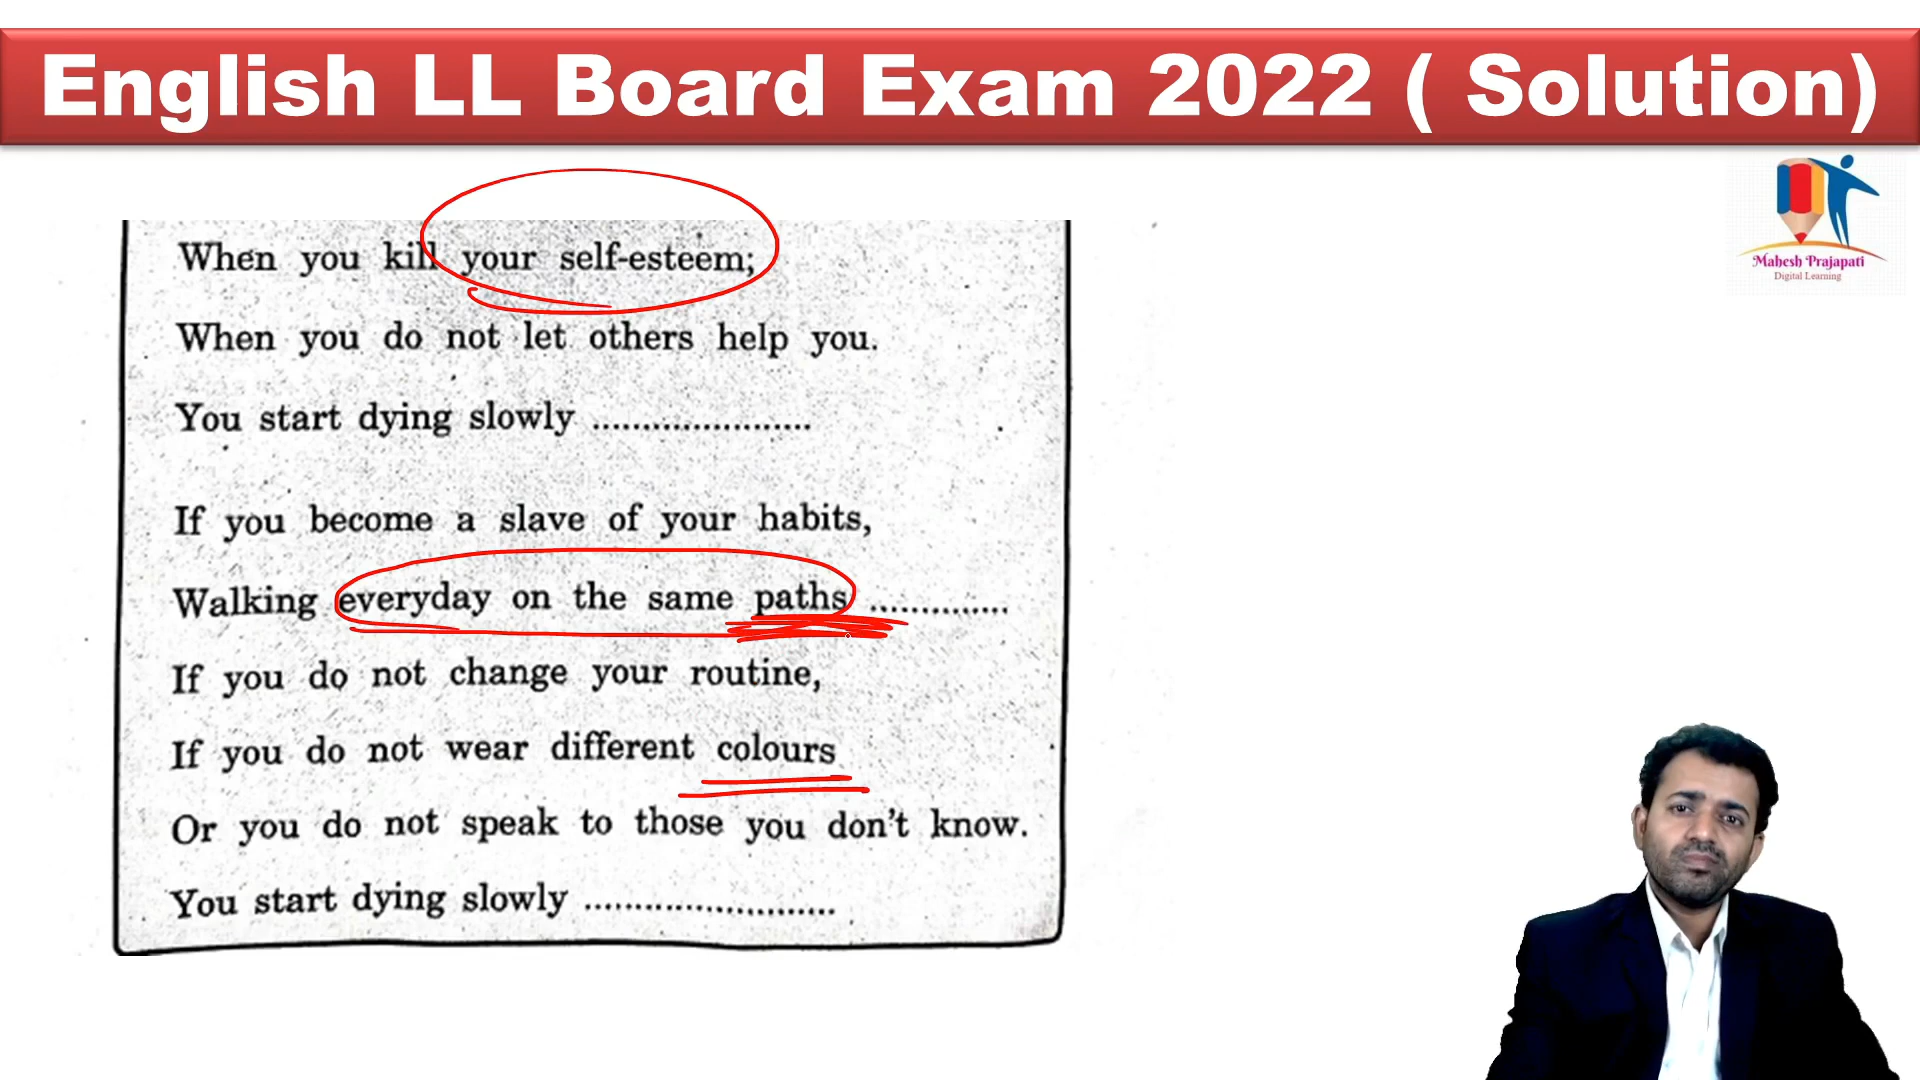 English LL Board Exam 2022 ( Solution)
Mahesh Prajapati
Digital Learning
When you kill your self-esteem;
When you do not let others help you.
You start dying slowly ......................
If you become a slave of your habits,
Walking everyday on the same paths ..............
If you do not change your routine,
If you do not wear different colours
Or you do not speak to those you don't know.
You start dying slowly .........................